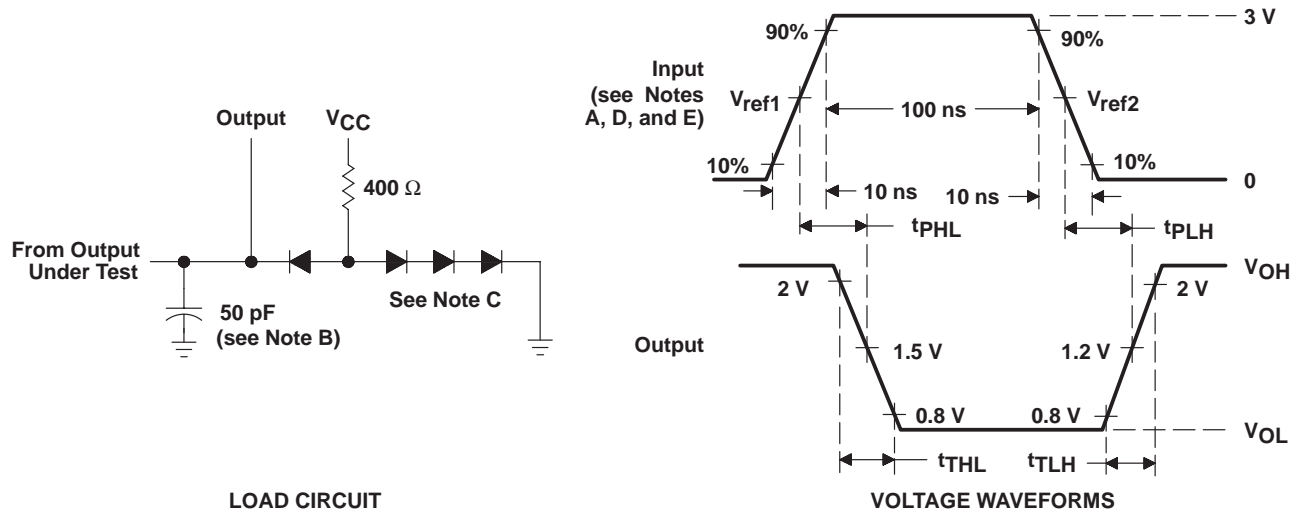 Output
VCC
400 Ω
From Output
Under Test
50 pF
(see Note B)
See Note C
LOAD CIRCUIT
Input
(see Notes
A, D, and E)
90%
90%
3 V
Vref1
100 ns
Vref2
10%
10%
0
10 ns
10 ns
tPHL
tPLH
VOH
2 V
2 V
Output
1.5 V
1.2 V
0.8 V
0.8 V
VOL
tTHL
tTLH
VOLTAGE WAVEFORMS